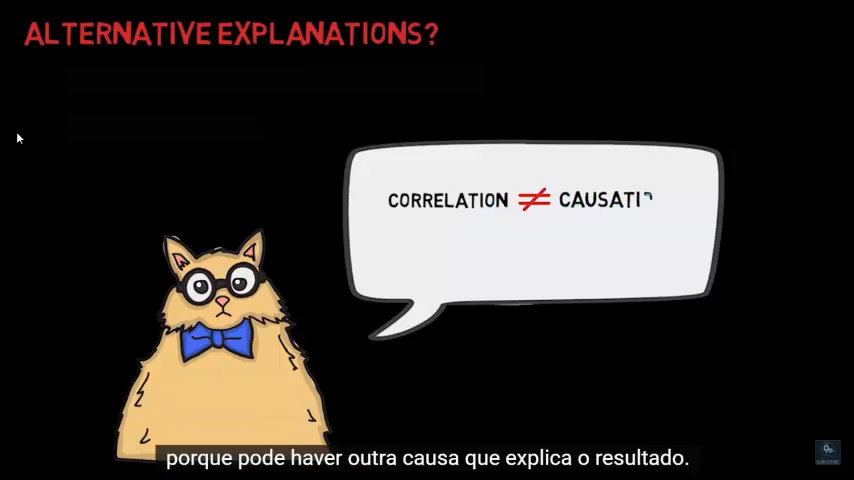 ALTERNATIVE EXPLANATIONS?
CORRELATION ≠ CAUSATI
porque pode haver outra causa que explica o resultado.